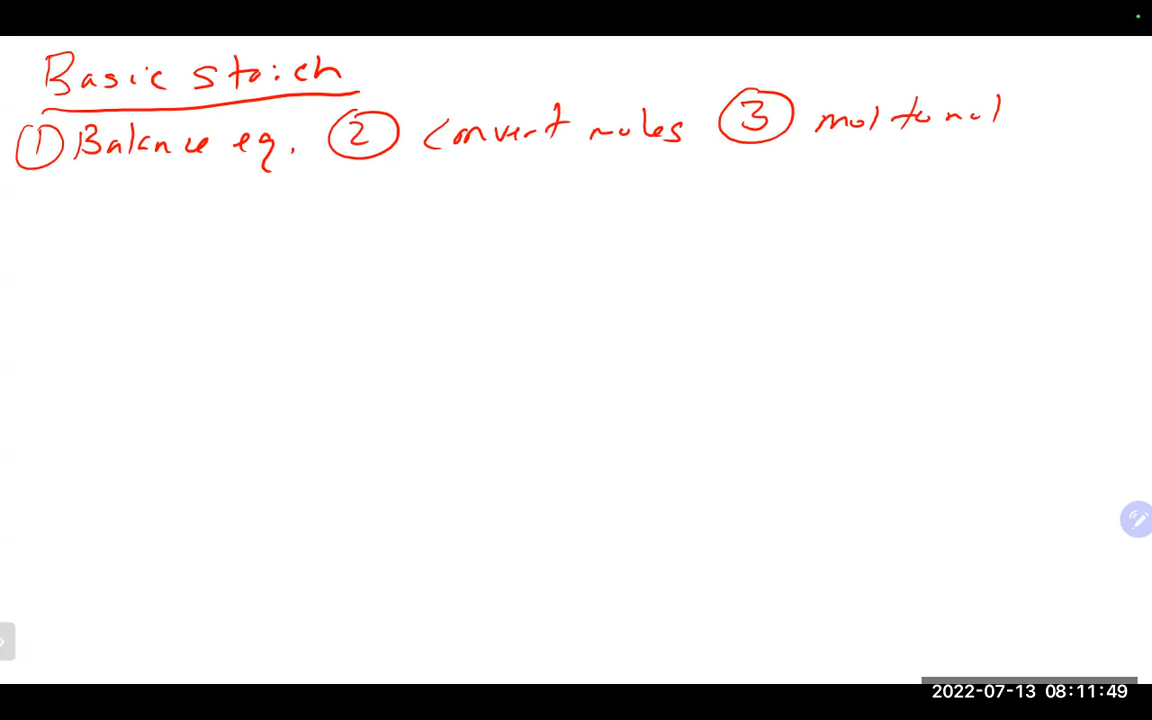 Basic stoich
① Balance eq. ② convert moles ③ mol to mol
2022-07-13 08:11:49